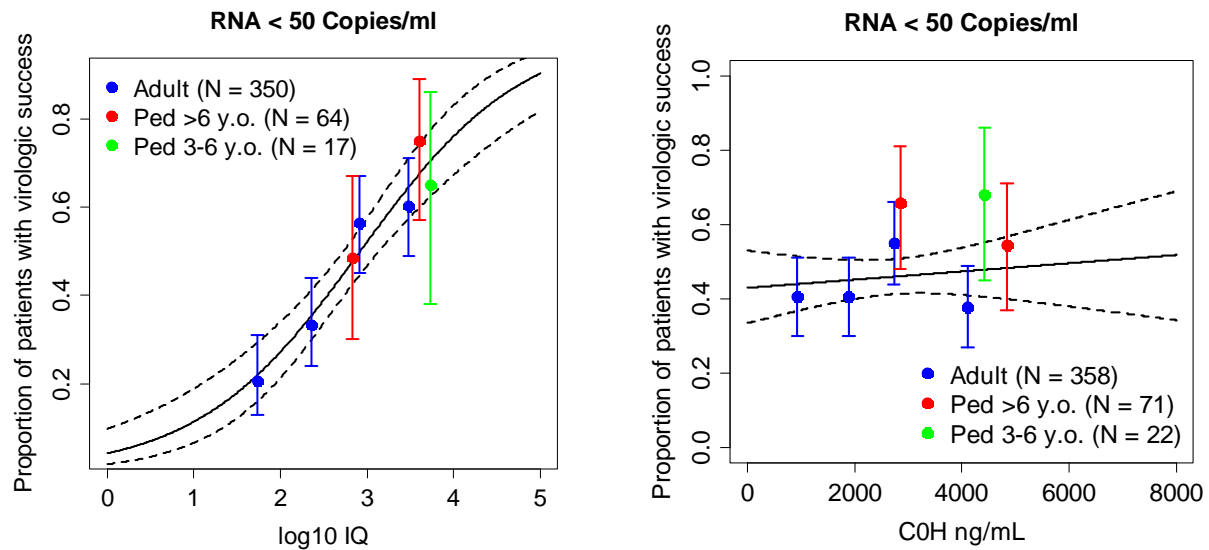 RNA < 50 Copies/ml
Proportion of patients with virologic success
0.8
0.6
0.4
0.2
Adult (N = 350)
Ped >6 y.o. (N = 64)
Ped 3-6 y.o. (N = 17)
0 1 2 3 4 5
log10 IQ
RNA < 50 Copies/ml
Proportion of patients with virologic success
1.0
0.8
0.6
0.4
0.2
0.0
Adult (N = 358)
Ped >6 y.o. (N = 71)
Ped 3-6 y.o. (N = 22)
0 2000 4000 6000 8000
C0H ng/mL